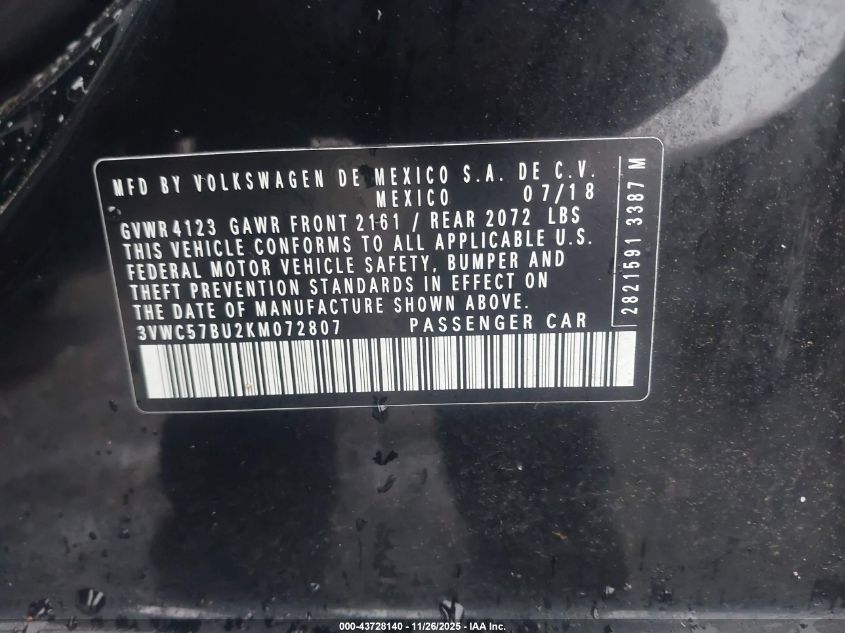 MFD BY VOLKSWAGEN DE MEXICO S.A. DE C.V.
MEXICO 07/18
GVWR 4123 GAWR FRONT 2161 / REAR 2072 LBS
THIS VEHICLE CONFORMS TO ALL APPLICABLE U.S.
FEDERAL MOTOR VEHICLE SAFETY, BUMPER AND
THEFT PREVENTION STANDARDS IN EFFECT ON
THE DATE OF MANUFACTURE SHOWN ABOVE.
3VWC57BU2KM072807 PASSENGER CAR
2821591 3387 M
000-43728140 - 11/26/2025 - IAA Inc.